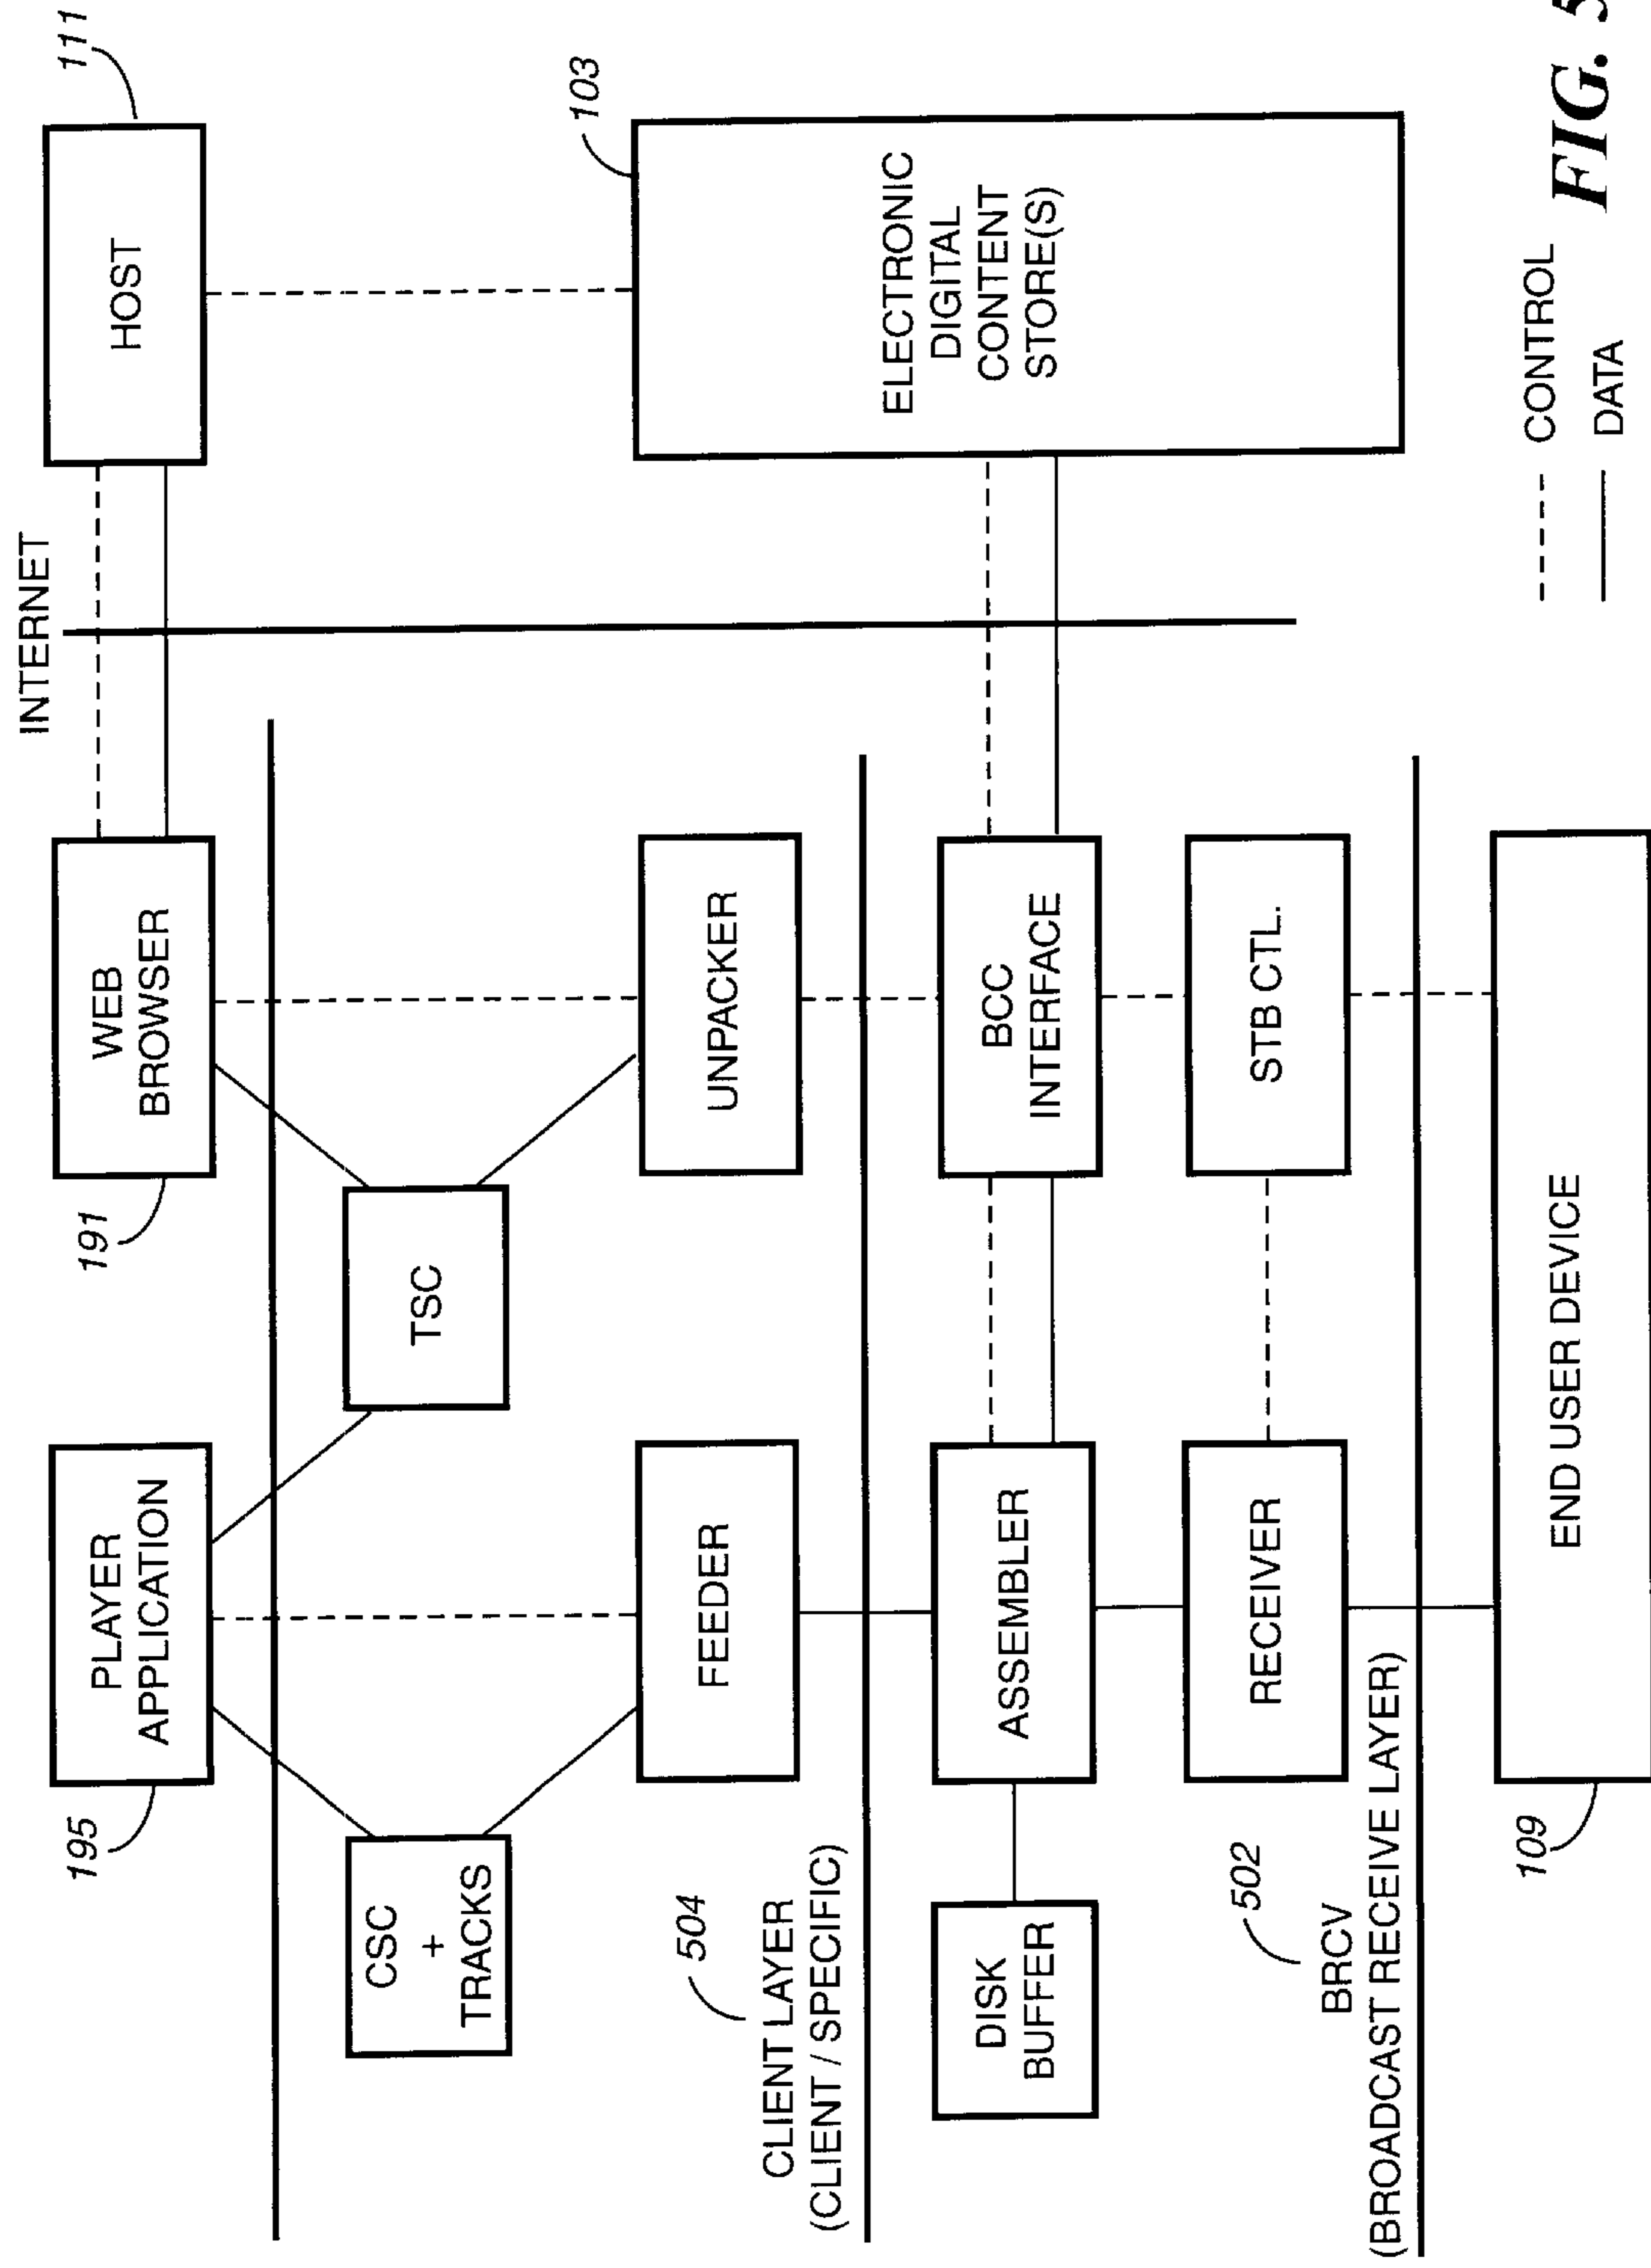 INTERNET
111
HOST
WEB
BROWSER
191
PLAYER
APPLICATION
195
TSC
CSC
+
TRACKS
UNPACKER
FEEDER
504
CLIENT LAYER
(CLIENT / SPECIFIC)
103
ELECTRONIC
DIGITAL
CONTENT
STORE(S)
BCC
INTERFACE
ASSEMBLER
DISK
BUFFER
STB CTL.
RECEIVER
502
BRCV
(BROADCAST RECEIVE LAYER)
END USER DEVICE
109
CONTROL
DATA
FIG. 5